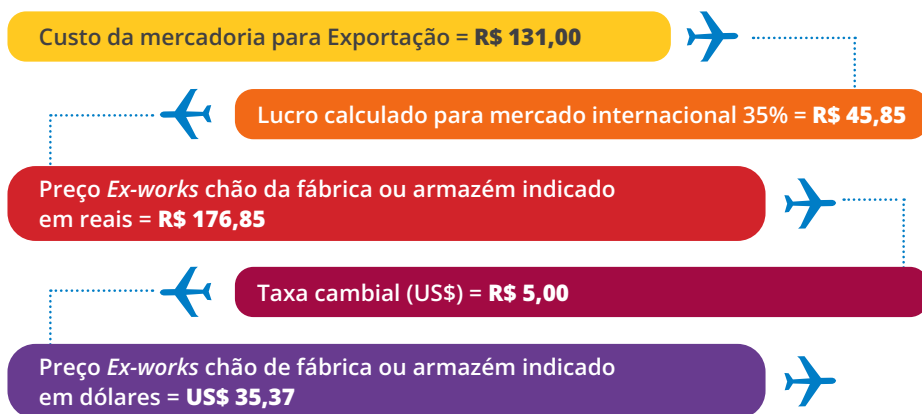 Custo da mercadoria para Exportação = R$ 131,00
Lucro calculado para mercado internacional 35% = R$ 45,85
Preço Ex-works chão da fábrica ou armazém indicado
em reais = R$ 176,85
Taxa cambial (US$) = R$ 5,00
Preço Ex-works chão de fábrica ou armazém indicado
em dólares = US$ 35,37